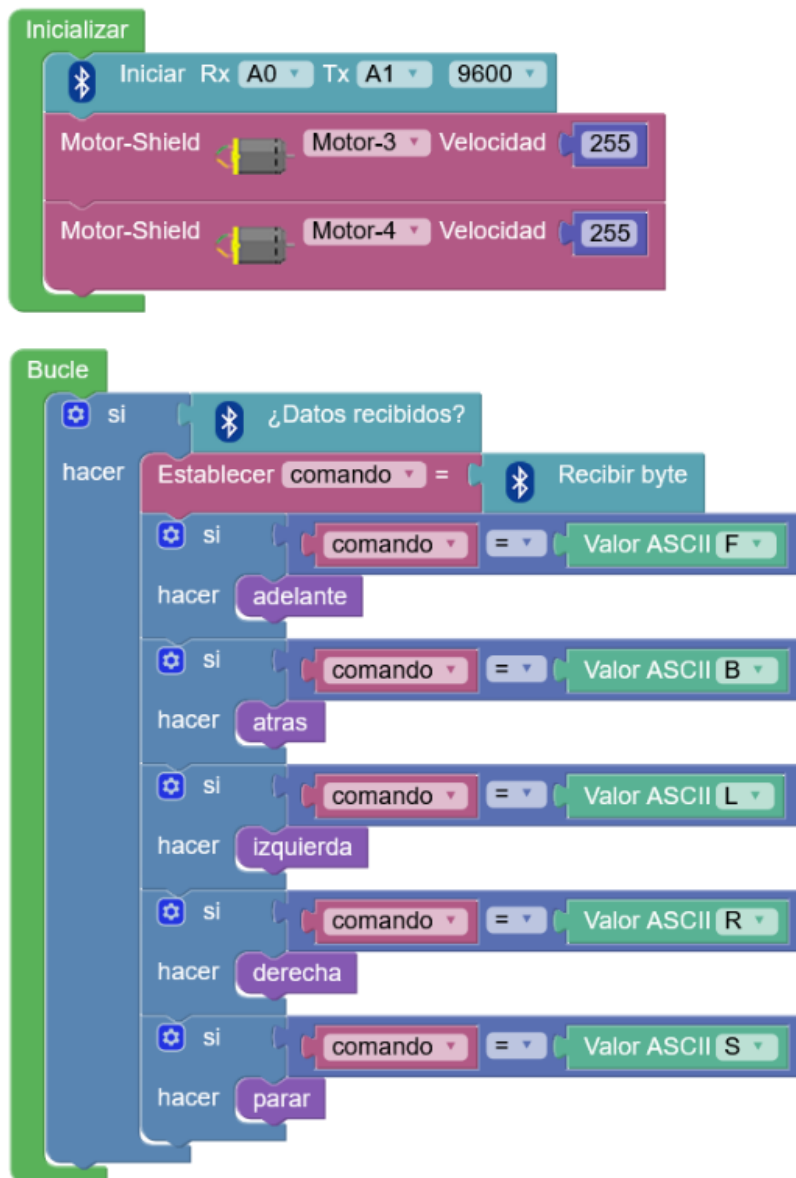 Inicializar
Iniciar Rx A0 Tx A1 9600
Motor-Shield Motor-3 Velocidad 255
Motor-Shield Motor-4 Velocidad 255
Bucle
si ¿Datos recibidos?
hacer Establecer comando = Recibir byte
si comando = Valor ASCII F
hacer adelante
si comando = Valor ASCII B
hacer atras
si comando = Valor ASCII L
hacer izquierda
si comando = Valor ASCII R
hacer derecha
si comando = Valor ASCII S
hacer parar